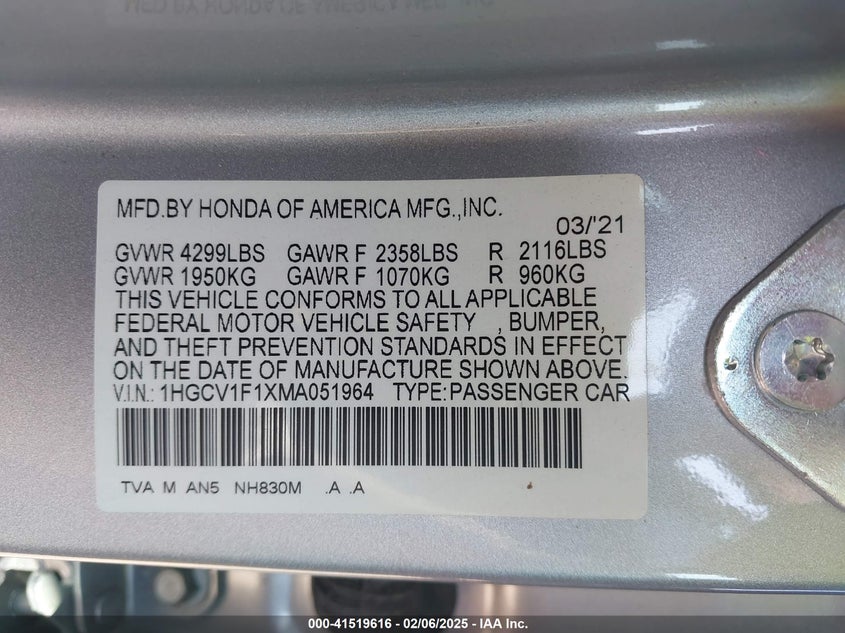 MFD.BY HONDA OF AMERICA MFG.,INC.
03/'21
GVWR 4299LBS GAWR F 2358LBS R 2116LBS
GVWR 1950KG GAWR F 1070KG R 960KG
THIS VEHICLE CONFORMS TO ALL APPLICABLE
FEDERAL MOTOR VEHICLE SAFETY , BUMPER,
AND THEFT PREVENTION STANDARDS IN EFFECT
ON THE DATE OF MANUFACTURE SHOWN ABOVE.
V.I.N.: 1HGCV1F1XMA051964 TYPE:PASSENGER CAR
TVA M AN5 NH830M .A .A
000-41519616 - 02/06/2025 - IAA Inc.